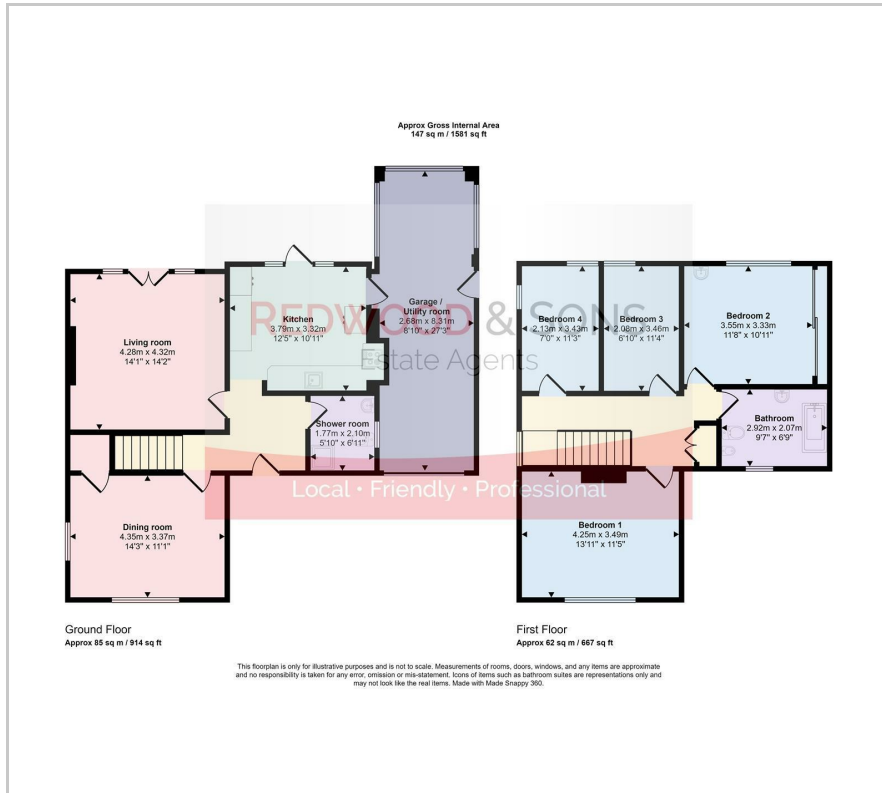 Approx Gross Internal Area
147 sq m / 1581 sq ft
REDWOOD & SONS
Estate Agents
Local • Friendly • Professional
Living room
4.28m x 4.32m
14'1" x 14'2"
Kitchen
3.79m x 3.32m
12'5" x 10'11"
Garage /
Utility room
2.68m x 8.31m
8'10" x 27'3"
Shower room
1.77m x 2.10m
5'10" x 6'11"
Dining room
4.35m x 3.37m
14'3" x 11'1"
Ground Floor
Approx 85 sq m / 914 sq ft
Bedroom 4
2.13m x 3.43m
7'0" x 11'3"
Bedroom 3
2.08m x 3.46m
6'10" x 11'4"
Bedroom 2
3.55m x 3.33m
11'8" x 10'11"
Bathroom
2.92m x 2.07m
9'7" x 6'9"
Bedroom 1
4.25m x 3.49m
13'11" x 11'5"
First Floor
Approx 62 sq m / 667 sq ft
This floorplan is only for illustrative purposes and is not to scale. Measurements of rooms, doors, windows, and any items are approximate
and no responsibility is taken for any error, omission or mis-statement. Icons of items such as bathroom suites are representations only and
may not look like the real items. Made with Made Snappy 360.